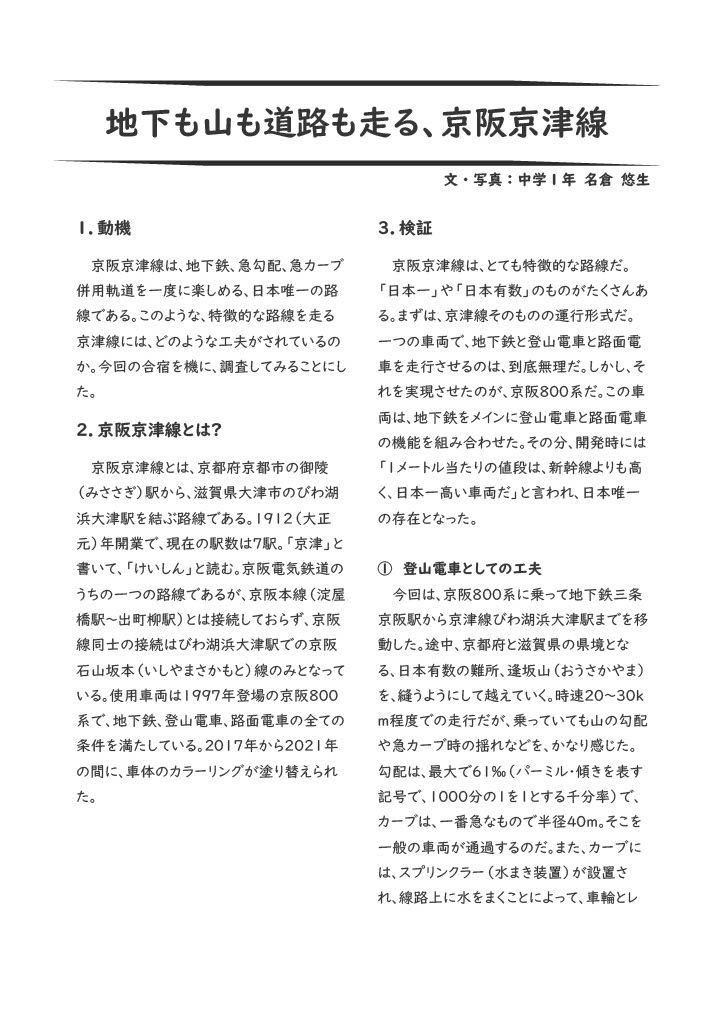 地下も山も道路も走る、京阪京津線
文・写真：中学1年 名倉 悠生
1. 動機
京阪京津線は、地下鉄、急勾配、急カーブ
併用軌道を一度に楽しめる、日本唯一の路
線である。このような、特徴的な路線を走る
京津線には、どのような工夫がされているの
か。今回の合宿を機に、調査してみることにし
た。
2. 京阪京津線とは?
京阪京津線とは、京都府京都市の御陵
（みささぎ）駅から、滋賀県大津市のびわ湖
浜大津駅を結ぶ路線である。1912（大正
元）年開業で、現在の駅数は7駅。「京津」と
書いて、「けいしん」と読む。京阪電気鉄道の
うちの一つの路線であるが、京阪本線（淀屋
橋駅～出町柳駅）とは接続しておらず、京阪
線同士の接続はびわ湖浜大津駅での京阪
石山坂本（いしやまさかもと）線のみとなって
いる。使用車両は1997年登場の京阪800
系で、地下鉄、登山電車、路面電車の全ての
条件を満たしている。2017年から2021年
の間に、車体のカラーリングが塗り替えられ
た。
3. 検証
京阪京津線は、とても特徴的な路線だ。
「日本一」や「日本有数」のものがたくさんあ
る。まずは、京津線そのものの運行形式だ。
一つの車両で、地下鉄と登山電車と路面電
車を走行させるのは、到底無理だ。しかし、そ
れを実現させたのが、京阪800系だ。この車
両は、地下鉄をメインに登山電車と路面電車
の機能を組み合わせた。その分、開発時には
「1メートル当たりの値段は、新幹線よりも高
く、日本一高い車両だ」と言われ、日本唯一
の存在となった。
① 登山電車としての工夫
今回は、京阪800系に乗って地下鉄三条
京阪駅から京津線びわ湖浜大津駅までを移
動した。途中、京都府と滋賀県の県境とな
る、日本有数の難所、逢坂山（おうさかやま）
を、縫うようにして越えていく。時速20～30k
m程度での走行だが、乗っていても山の勾配
や急カーブ時の揺れなどを、かなり感じた。
勾配は、最大で61‰（パーミル・傾きを表す
記号で、1000分の1を1とする千分率）で、
カーブは、一番急なもので半径40m。そこを
一般の車両が通過するのだ。また、カーブに
は、スプリンクラー（水まき装置）が設置さ
れ、線路上に水をまくことによって、車輪とレ